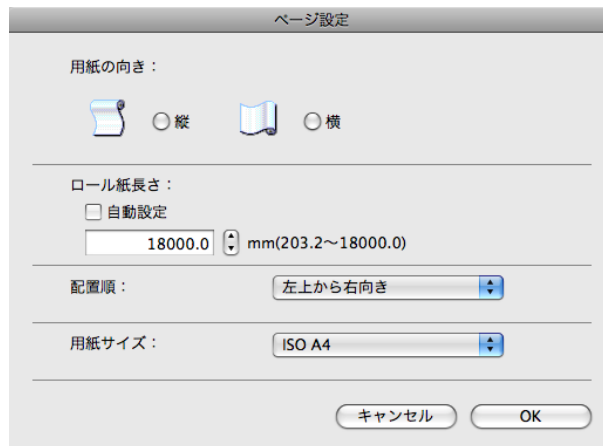 ページ設定
用紙の向き：
縦 横
ロール紙長さ：
自動設定
18000.0 mm(203.2〜18000.0)
配置順： 左上から右向き
用紙サイズ： ISO A4
キャンセル OK